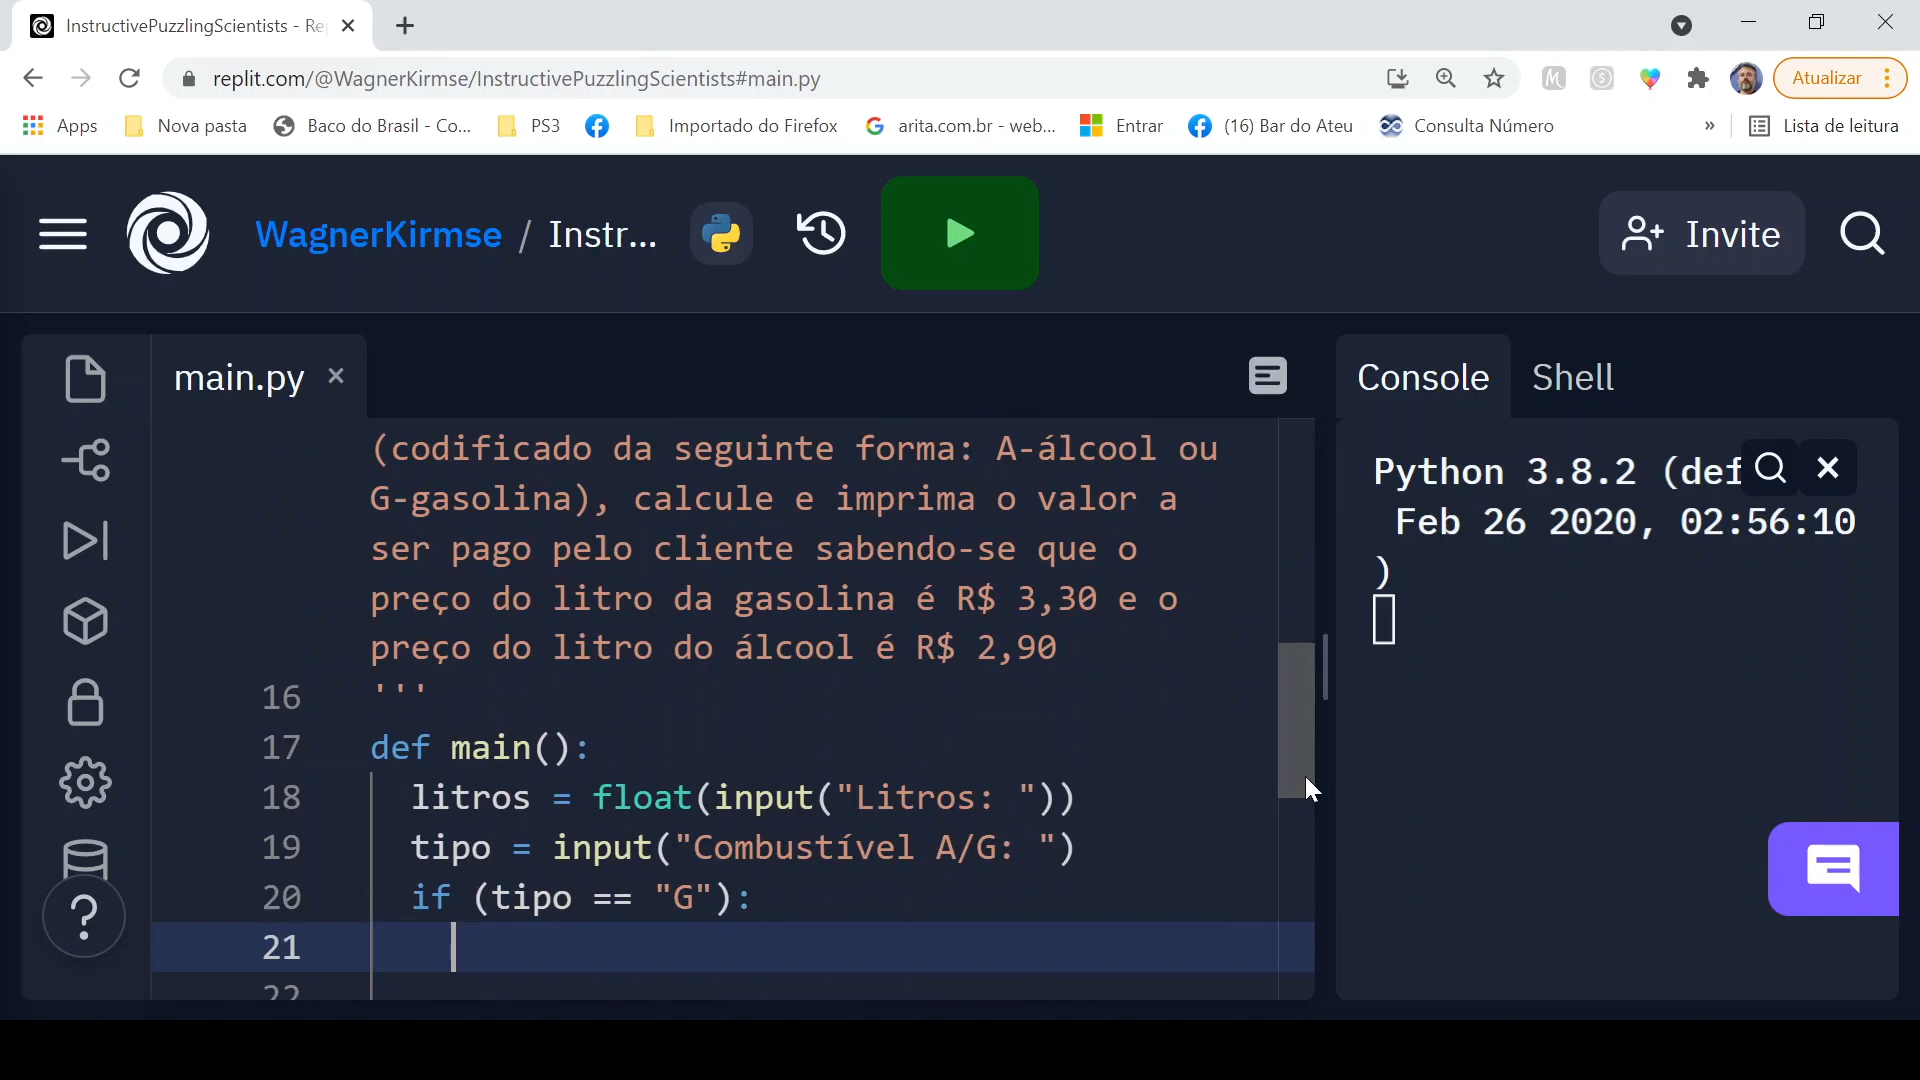 InstructivePuzzlingScientists - Re
replit.com/@WagnerKirmse/InstructivePuzzlingScientists#main.py
Atualizar
Apps
Nova pasta
Baco do Brasil - Co...
PS3
Importado do Firefox
arita.com.br - web...
Entrar
(16) Bar do Ateu
Consulta Número
»
Lista de leitura
WagnerKirmse / Instr...
Invite
main.py
Console
Shell
(codificado da seguinte forma: A-álcool ou
G-gasolina), calcule e imprima o valor a
ser pago pelo cliente sabendo-se que o
preço do litro da gasolina é R$ 3,30 e o
preço do litro do álcool é R$ 2,90
16 '''
17 def main():
18 litros = float(input("Litros: "))
19 tipo = input("Combustível A/G: ")
20 if (tipo == "G"):
21
22
Python 3.8.2 (def
Feb 26 2020, 02:56:10
)
?